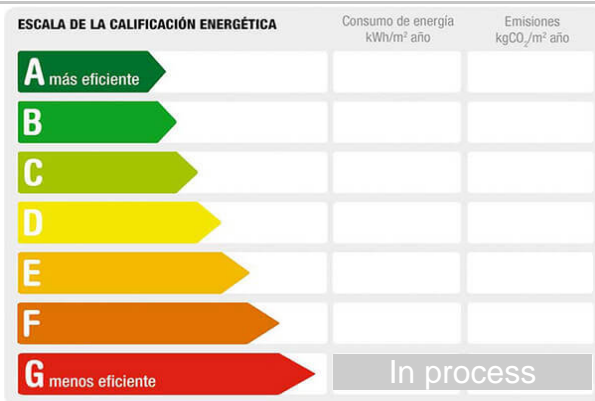 ESCALA DE LA CALIFICACIÓN ENERGÉTICA
Consumo de energía
kWh/m² año
Emisiones
kgCO₂/m² año
A más eficiente
B
C
D
E
F
G menos eficiente
In process